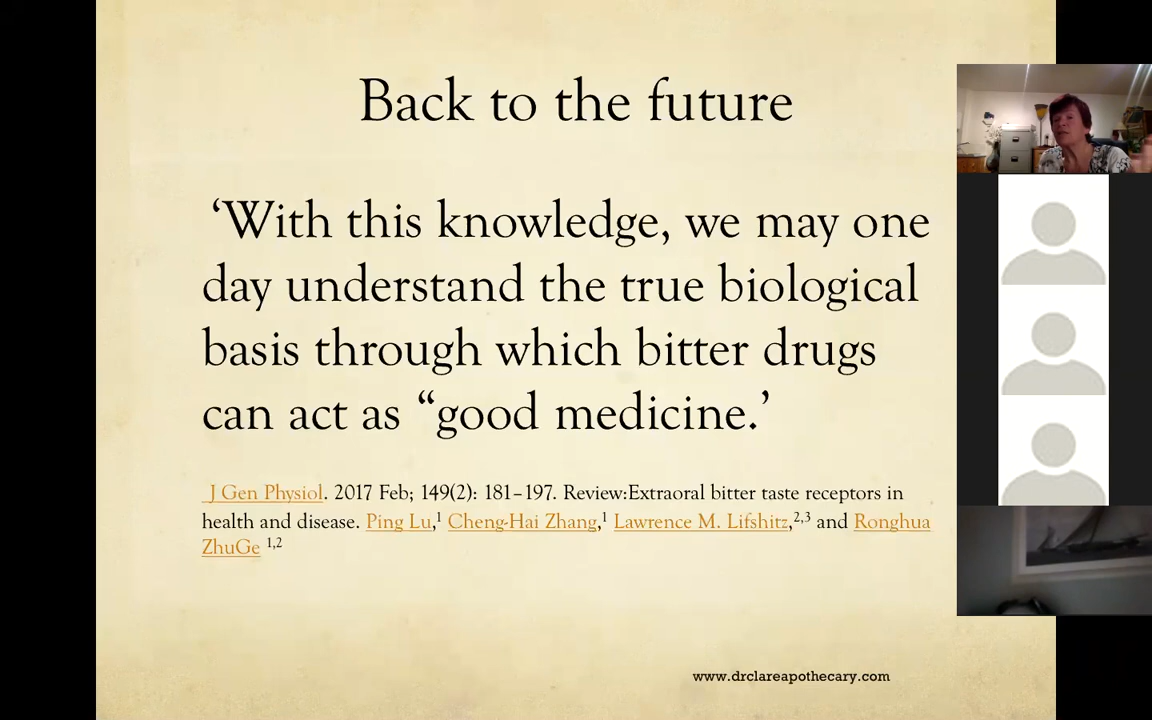 Back to the future
‘With this knowledge, we may one
day understand the true biological
basis through which bitter drugs
can act as “good medicine.’
J Gen Physiol. 2017 Feb; 149(2): 181–197. Review:Extraoral bitter taste receptors in
health and disease. Ping Lu,1 Cheng-Hai Zhang,1 Lawrence M. Lifshitz,2,3 and Ronghua
ZhuGe 1,2
www.drclareapothecary.com